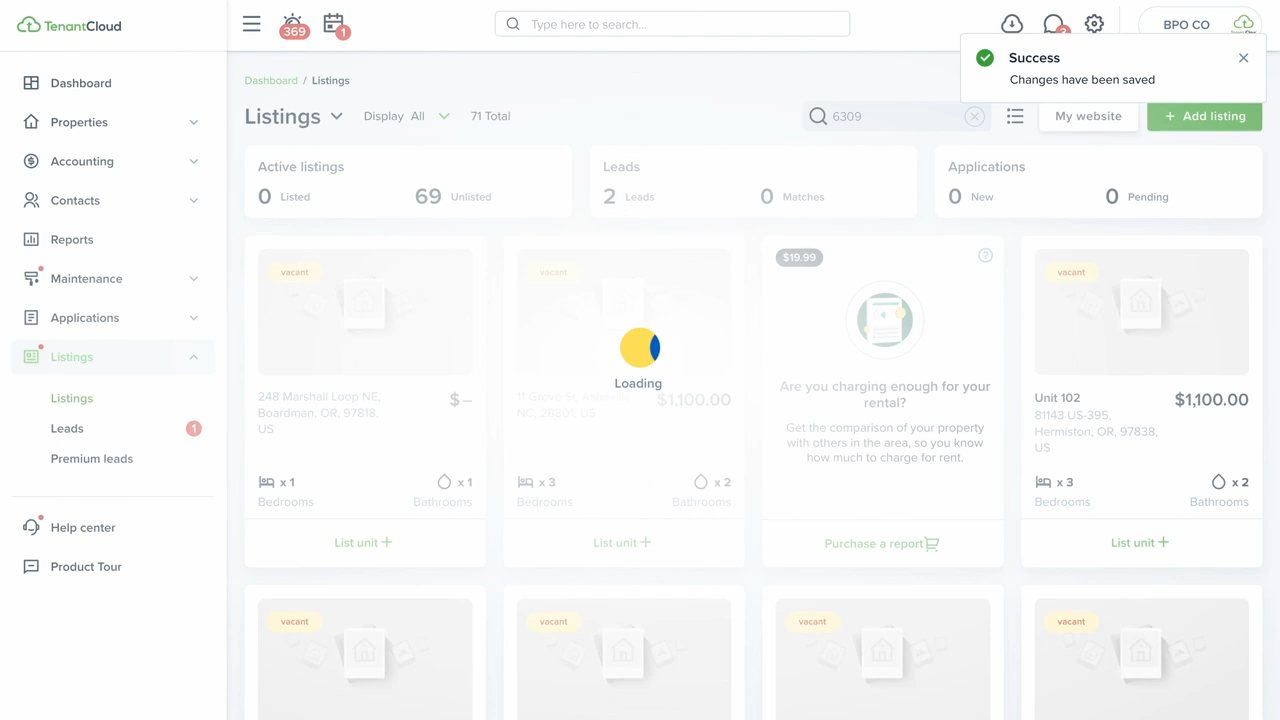 TenantCloud
369
1
Type here to search...
BPO CO
Success
Changes have been saved
Dashboard
Properties
Accounting
Contacts
Reports
Maintenance
Applications
Listings
Listings
Leads
1
Premium leads
Help center
Product Tour
Dashboard / Listings
Listings
Display All
71 Total
6309
My website
+ Add listing
Active listings
0 Listed
69 Unlisted
Leads
2 Leads
0 Matches
Applications
0 New
0 Pending
vacant
248 Marshall Loop NE,
Boardman, OR, 97818,
US
$ –
x 1
Bedrooms
x 1
Bathrooms
List unit +
vacant
Loading
11 Grove St, Asheville
NC, 28801, US
$1,100.00
x 3
Bedrooms
x 2
Bathrooms
List unit +
$19.99
?
Are you charging enough for your
rental?
Get the comparison of your property
with others in the area, so you know
how much to charge for rent.
Purchase a report
vacant
Unit 102
81143 US-395,
Hermiston, OR, 97838,
US
$1,100.00
x 3
Bedrooms
x 2
Bathrooms
List unit +
vacant
vacant
vacant
vacant